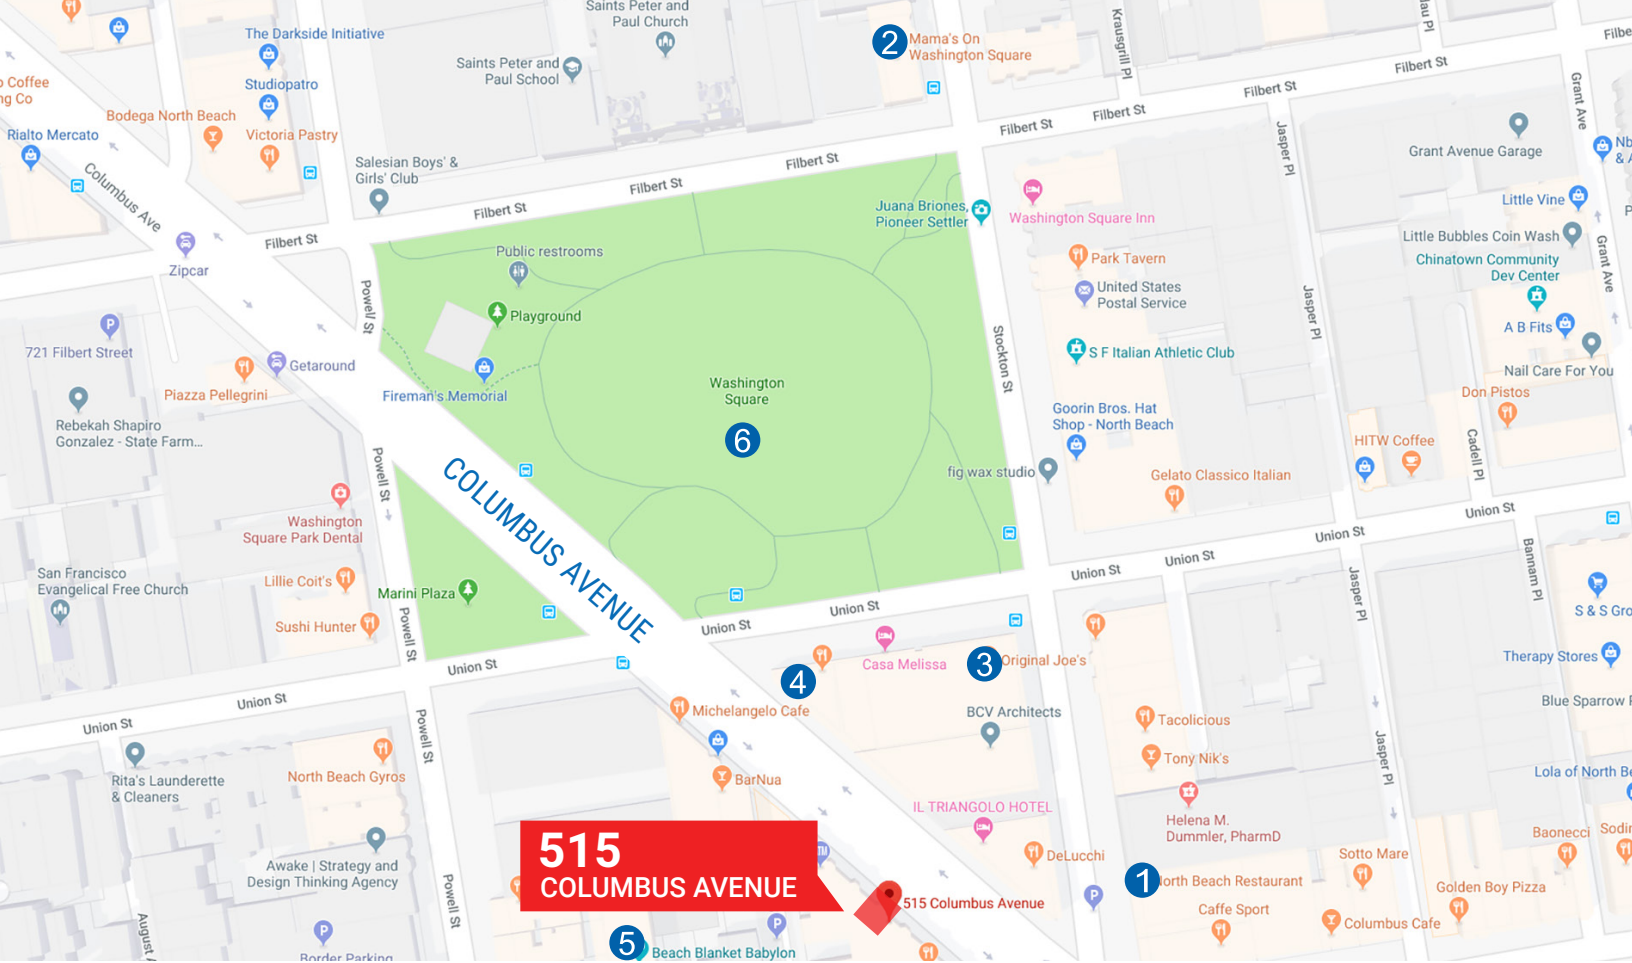 Saints Peter and
Paul Church
The Darkside Initiative
Mama's On
Washington Square
2
Krausgrill Pl
Filbert St
Saints Peter and
Paul School
Studiopatro
Coffee
ng Co
Bodega North Beach
Victoria Pastry
Rialto Mercato
Filbert St
Filbert St
Filbert St
Grant Ave
Jasper Pl
Grant Avenue Garage
Nb
& A
Columbus Ave
Salesian Boys' &
Girls' Club
Filbert St
Filbert St
Filbert St
Filbert St
Juana Briones,
Pioneer Settler
Washington Square Inn
Little Vine
Little Bubbles Coin Wash
Grant Ave
Chinatown Community
Dev Center
Zipcar
Public restrooms
Park Tavern
United States
Postal Service
Powell St
Playground
Jasper Pl
A B Fits
721 Filbert Street
Getaround
Piazza Pellegrini
Fireman's Memorial
Washington
Square
6
Stockton St
S F Italian Athletic Club
Nail Care For You
Don Pistos
Rebekah Shapiro
Gonzalez - State Farm...
Goorin Bros. Hat
Shop - North Beach
HITW Coffee
Cadell Pl
COLUMBUS AVENUE
fig wax studio
Gelato Classico Italian
Powell St
Washington
Square Park Dental
Union St
Union St
Union St
Union St
Bannam Pl
San Francisco
Evangelical Free Church
Lillie Coit's
Marini Plaza
Sushi Hunter
Powell St
Jasper Pl
S & S Gro
Union St
Union St
Union St
Union St
Union St
Casa Melissa
3
Original Joe's
4
Therapy Stores
Blue Sparrow
Michelangelo Cafe
BCV Architects
Tacolicious
Powell St
Tony Nik's
Jasper Pl
Rita's Launderette
& Cleaners
North Beach Gyros
BarNua
Lola of North Be
IL TRIANGOLO HOTEL
Helena M.
Dummler, PharmD
Baonecci
Sodin
515
COLUMBUS AVENUE
DeLucchi
Sotto Mare
Awake | Strategy and
Design Thinking Agency
1
orth Beach Restaurant
Golden Boy Pizza
Powell St
515 Columbus Avenue
Caffe Sport
Columbus Cafe
August A
5
Beach Blanket Babylon
Border Parking